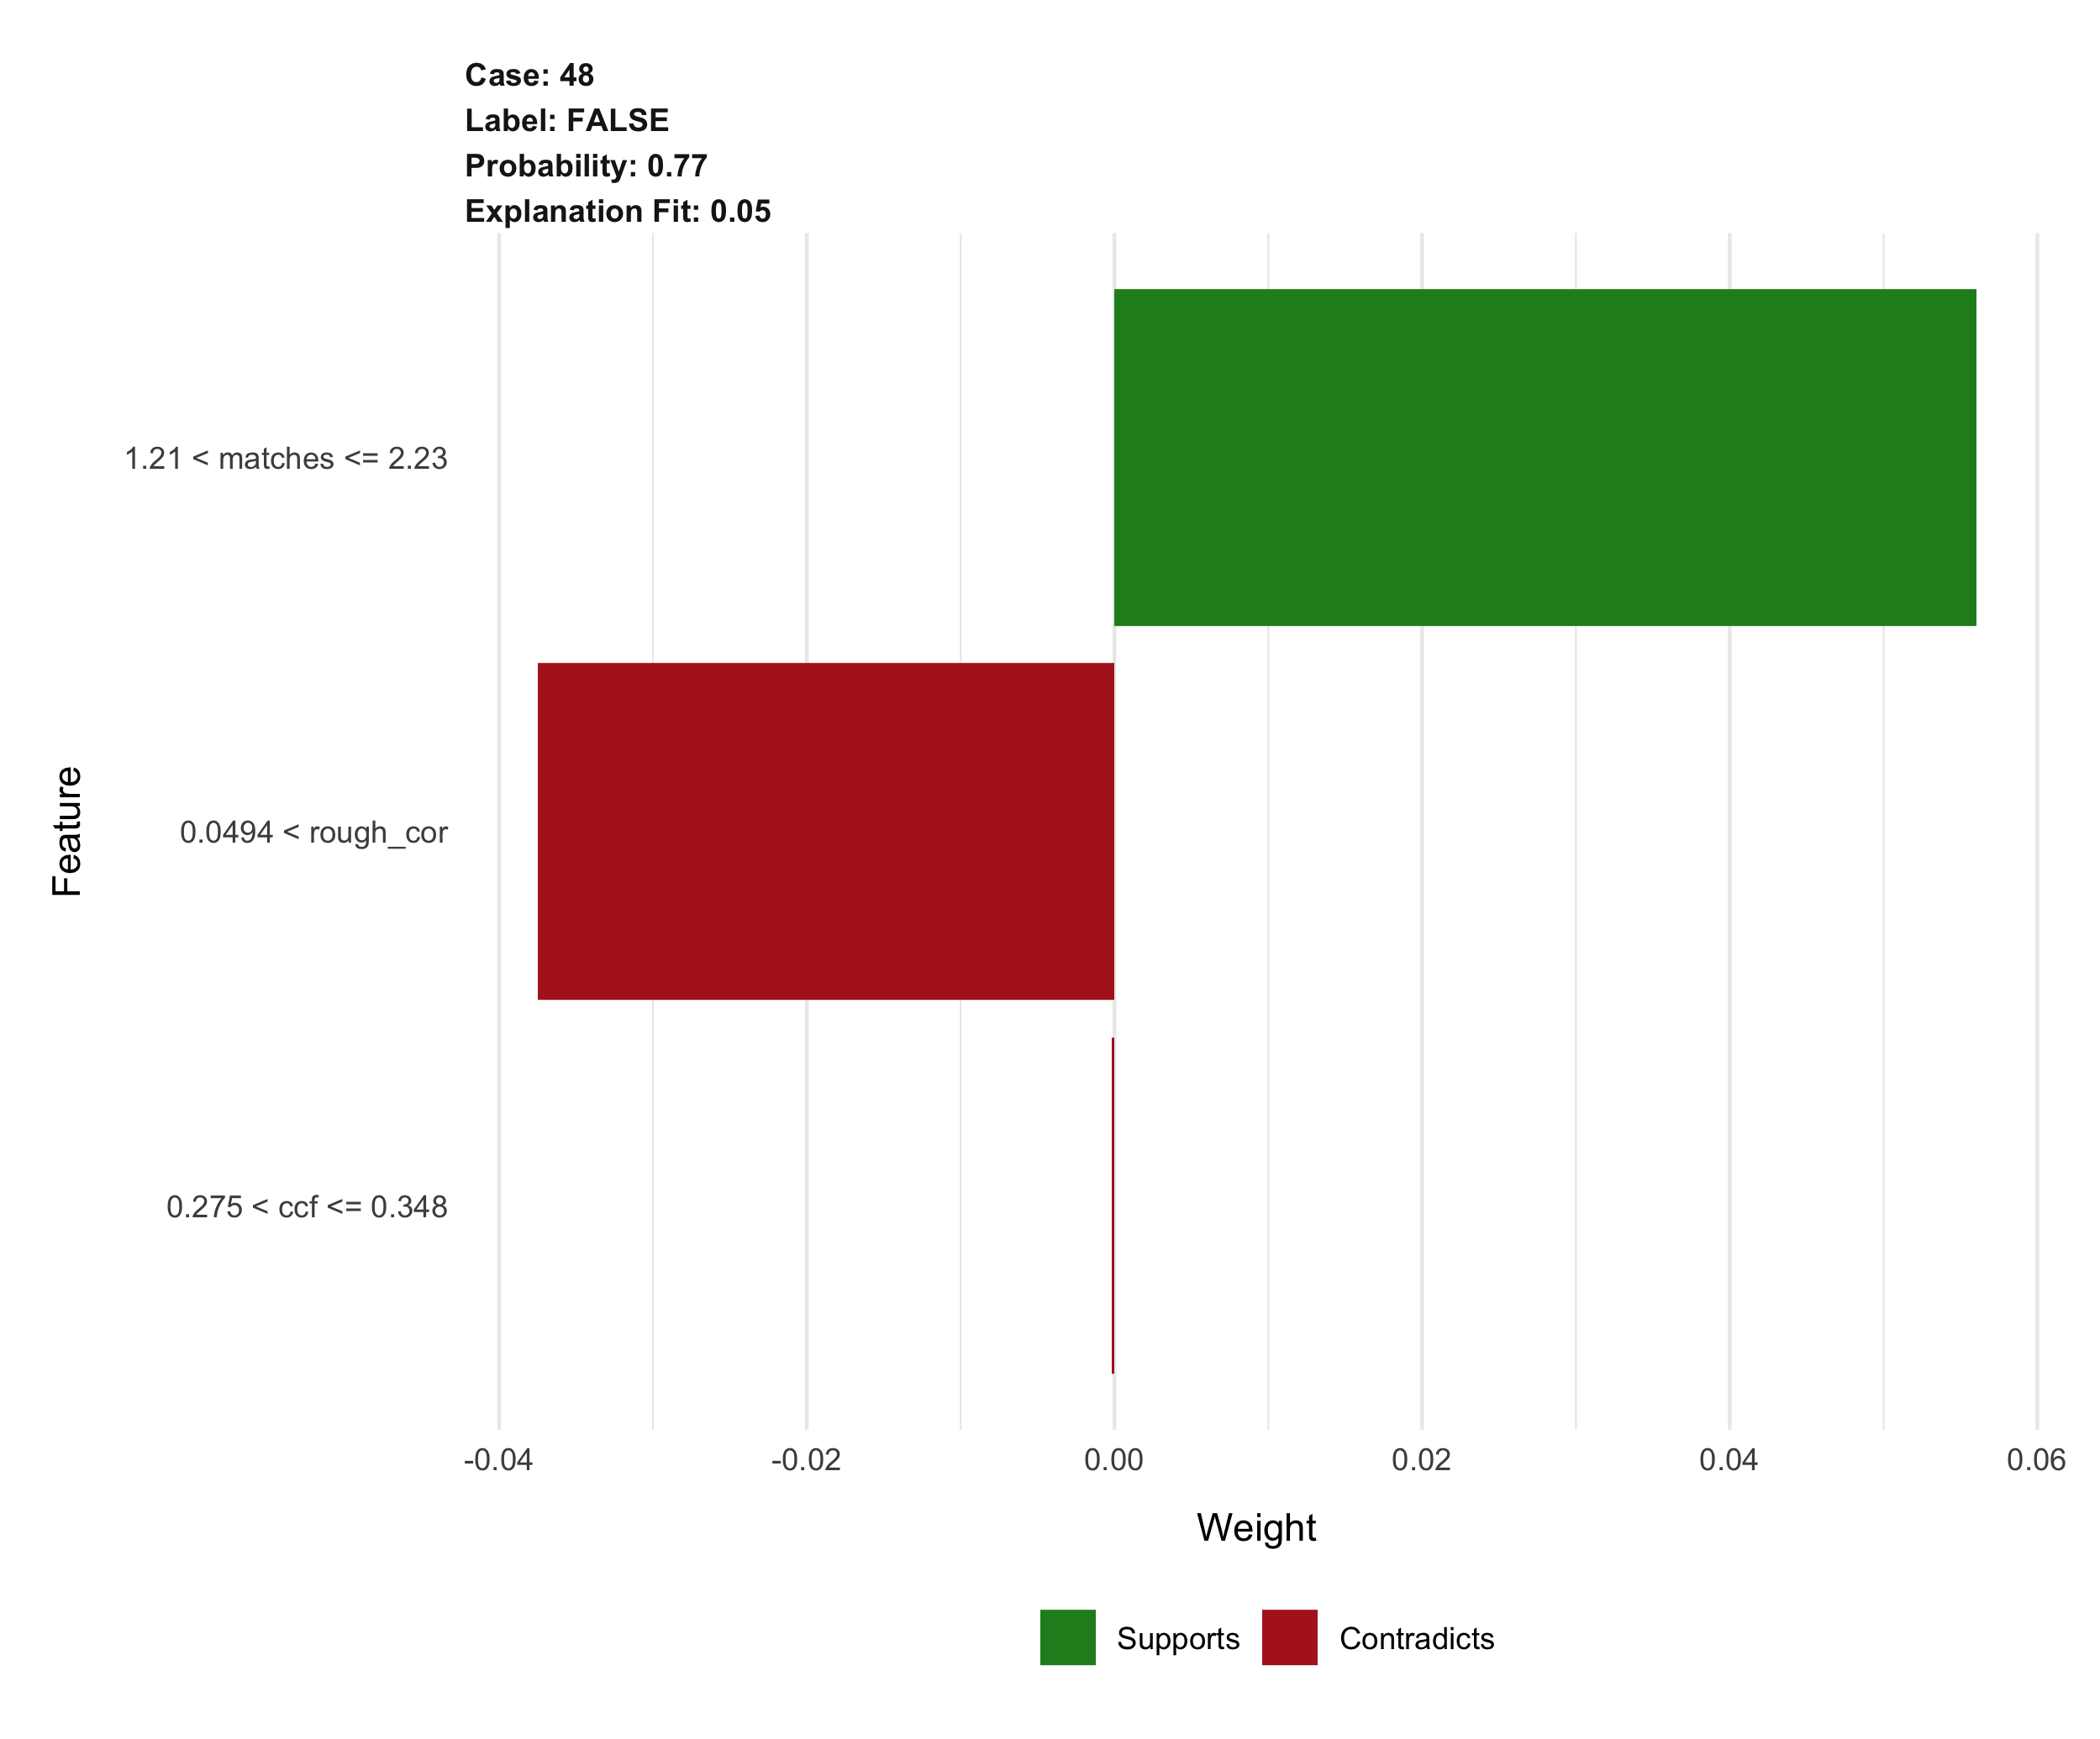 Case: 48
Label: FALSE
Probability: 0.77
Explanation Fit: 0.05
Feature
1.21 < matches <= 2.23
0.0494 < rough_cor
0.275 < ccf <= 0.348
-0.04 -0.02 0.00 0.02 0.04 0.06
Weight
Supports Contradicts